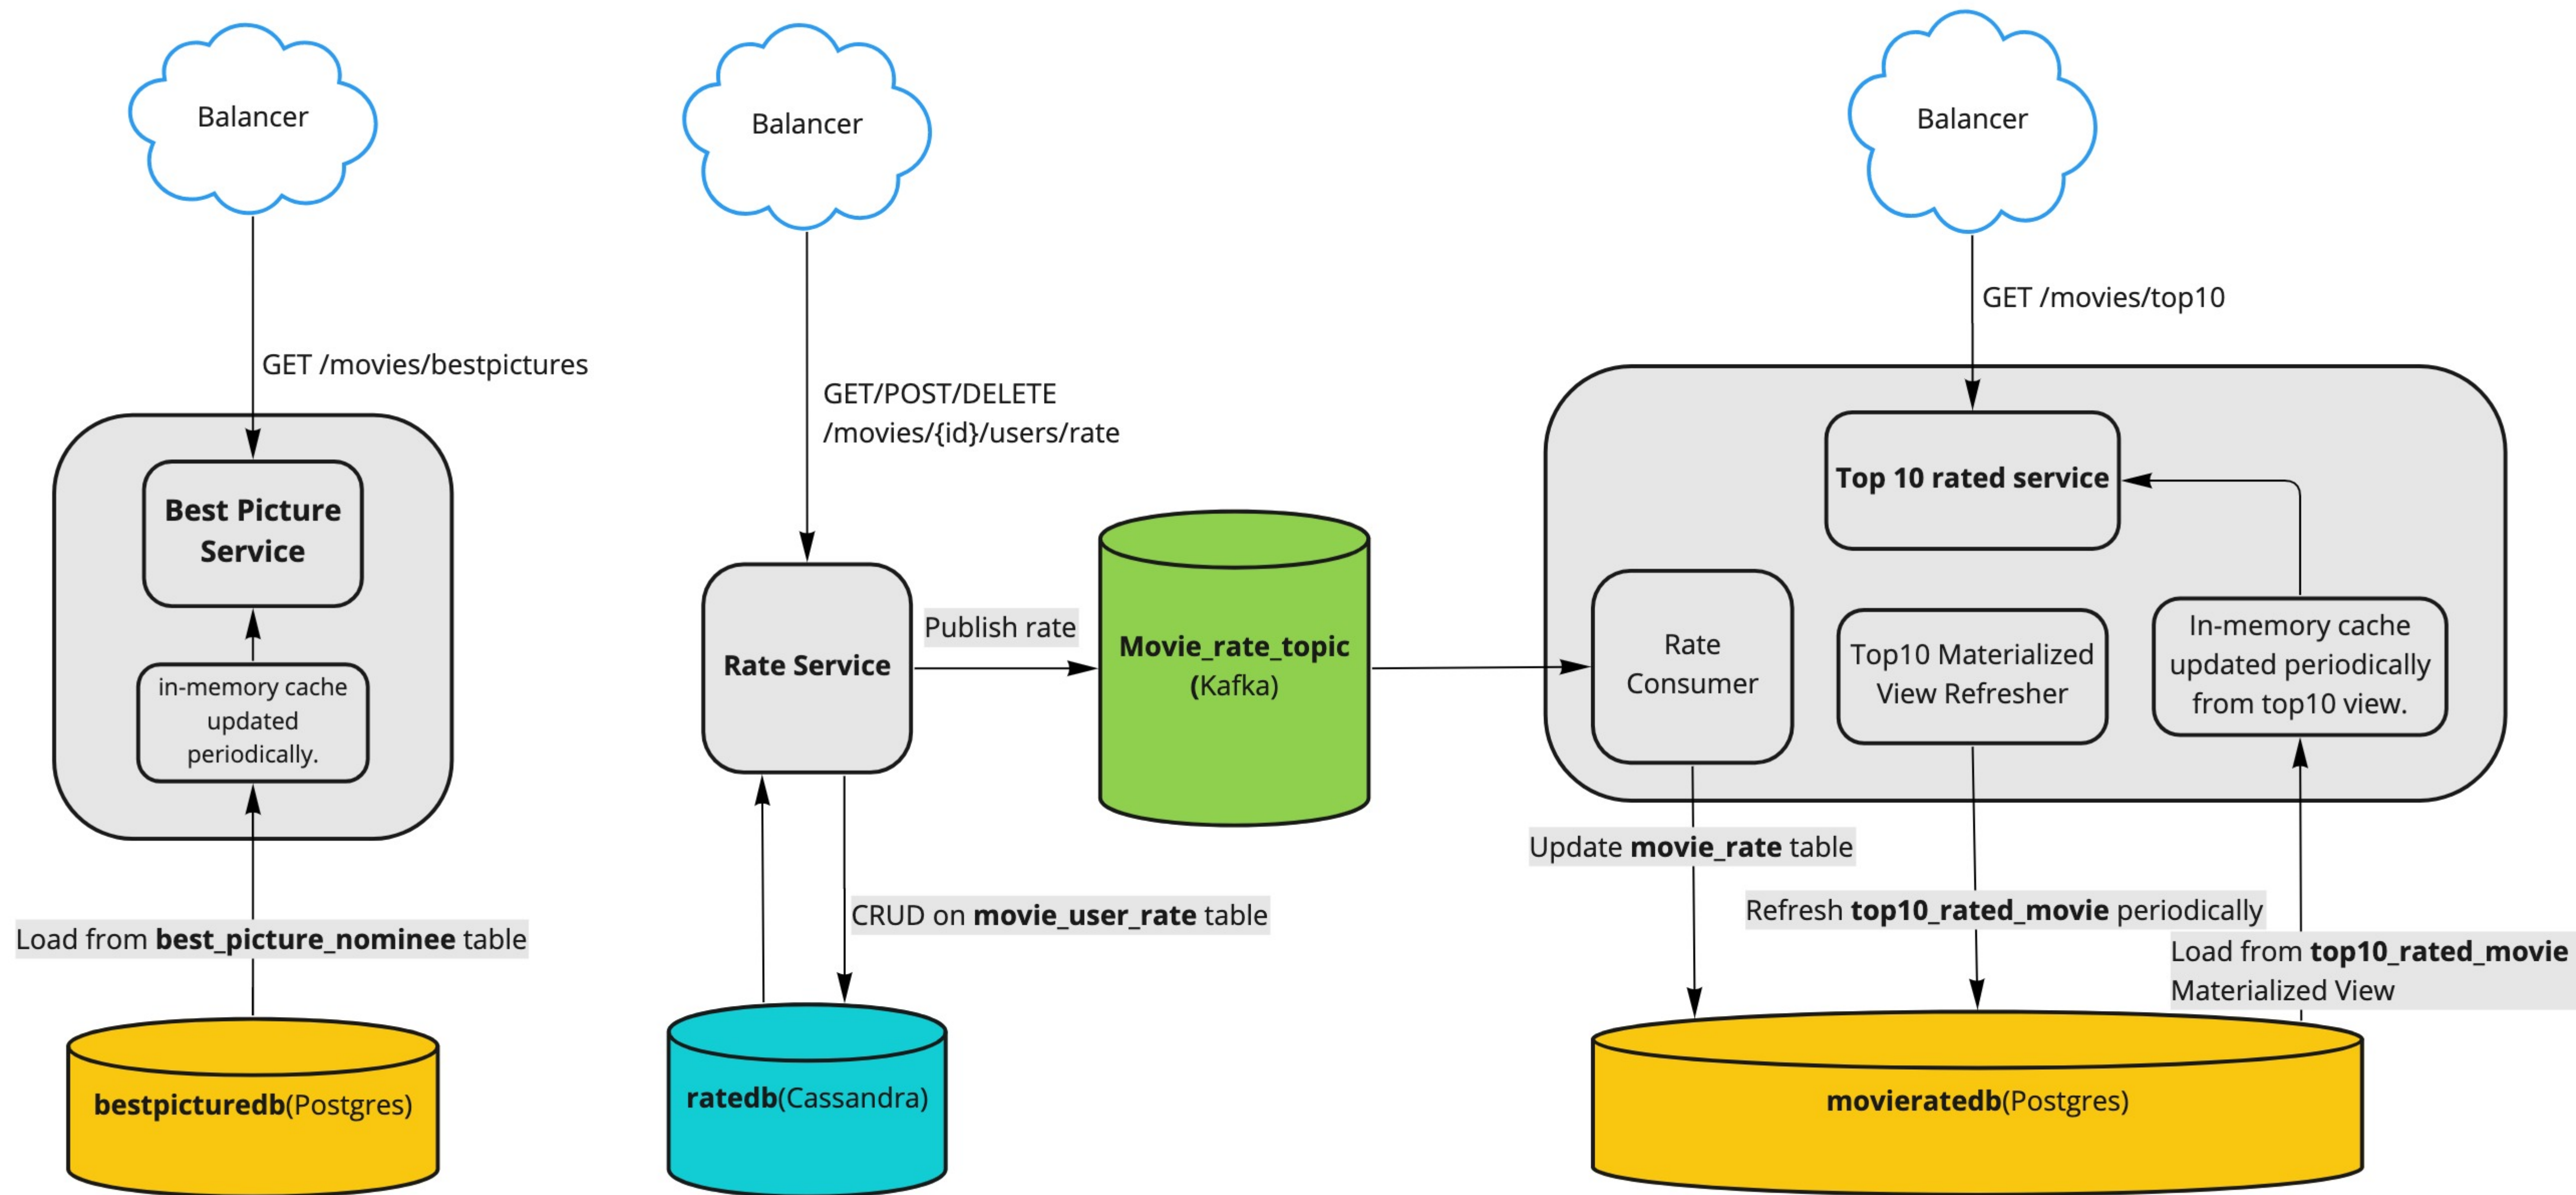 Balancer
GET /movies/bestpictures
Best Picture
Service
in-memory cache
updated
periodically.
Load from best_picture_nominee table
bestpicturedb(Postgres)
Balancer
GET/POST/DELETE
/movies/{id}/users/rate
Rate Service
Publish rate
Movie_rate_topic
(Kafka)
CRUD on movie_user_rate table
ratedb(Cassandra)
Balancer
GET /movies/top10
Top 10 rated service
Rate
Consumer
Top10 Materialized
View Refresher
In-memory cache
updated periodically
from top10 view.
Update movie_rate table
Refresh top10_rated_movie periodically
Load from top10_rated_movie
Materialized View
movieratedb(Postgres)